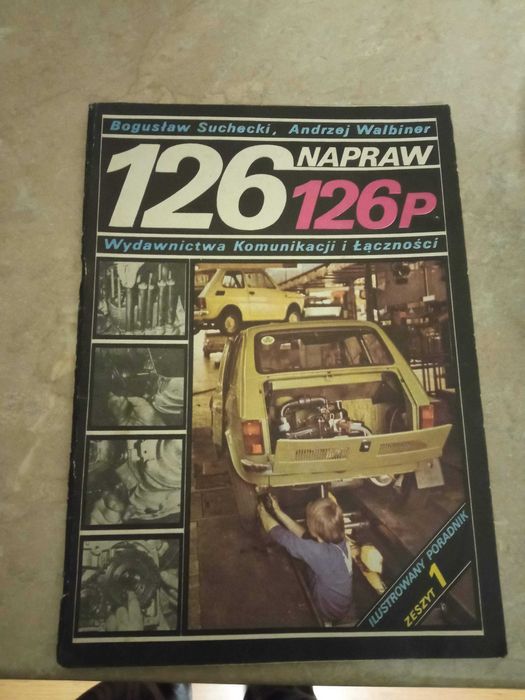 Bogusław Suchecki, Andrzej Walbiner
126 NAPRAW
126P
Wydawnictwa Komunikacji i Łączności
ILUSTROWANY PORADNIK
ZESZYT 1